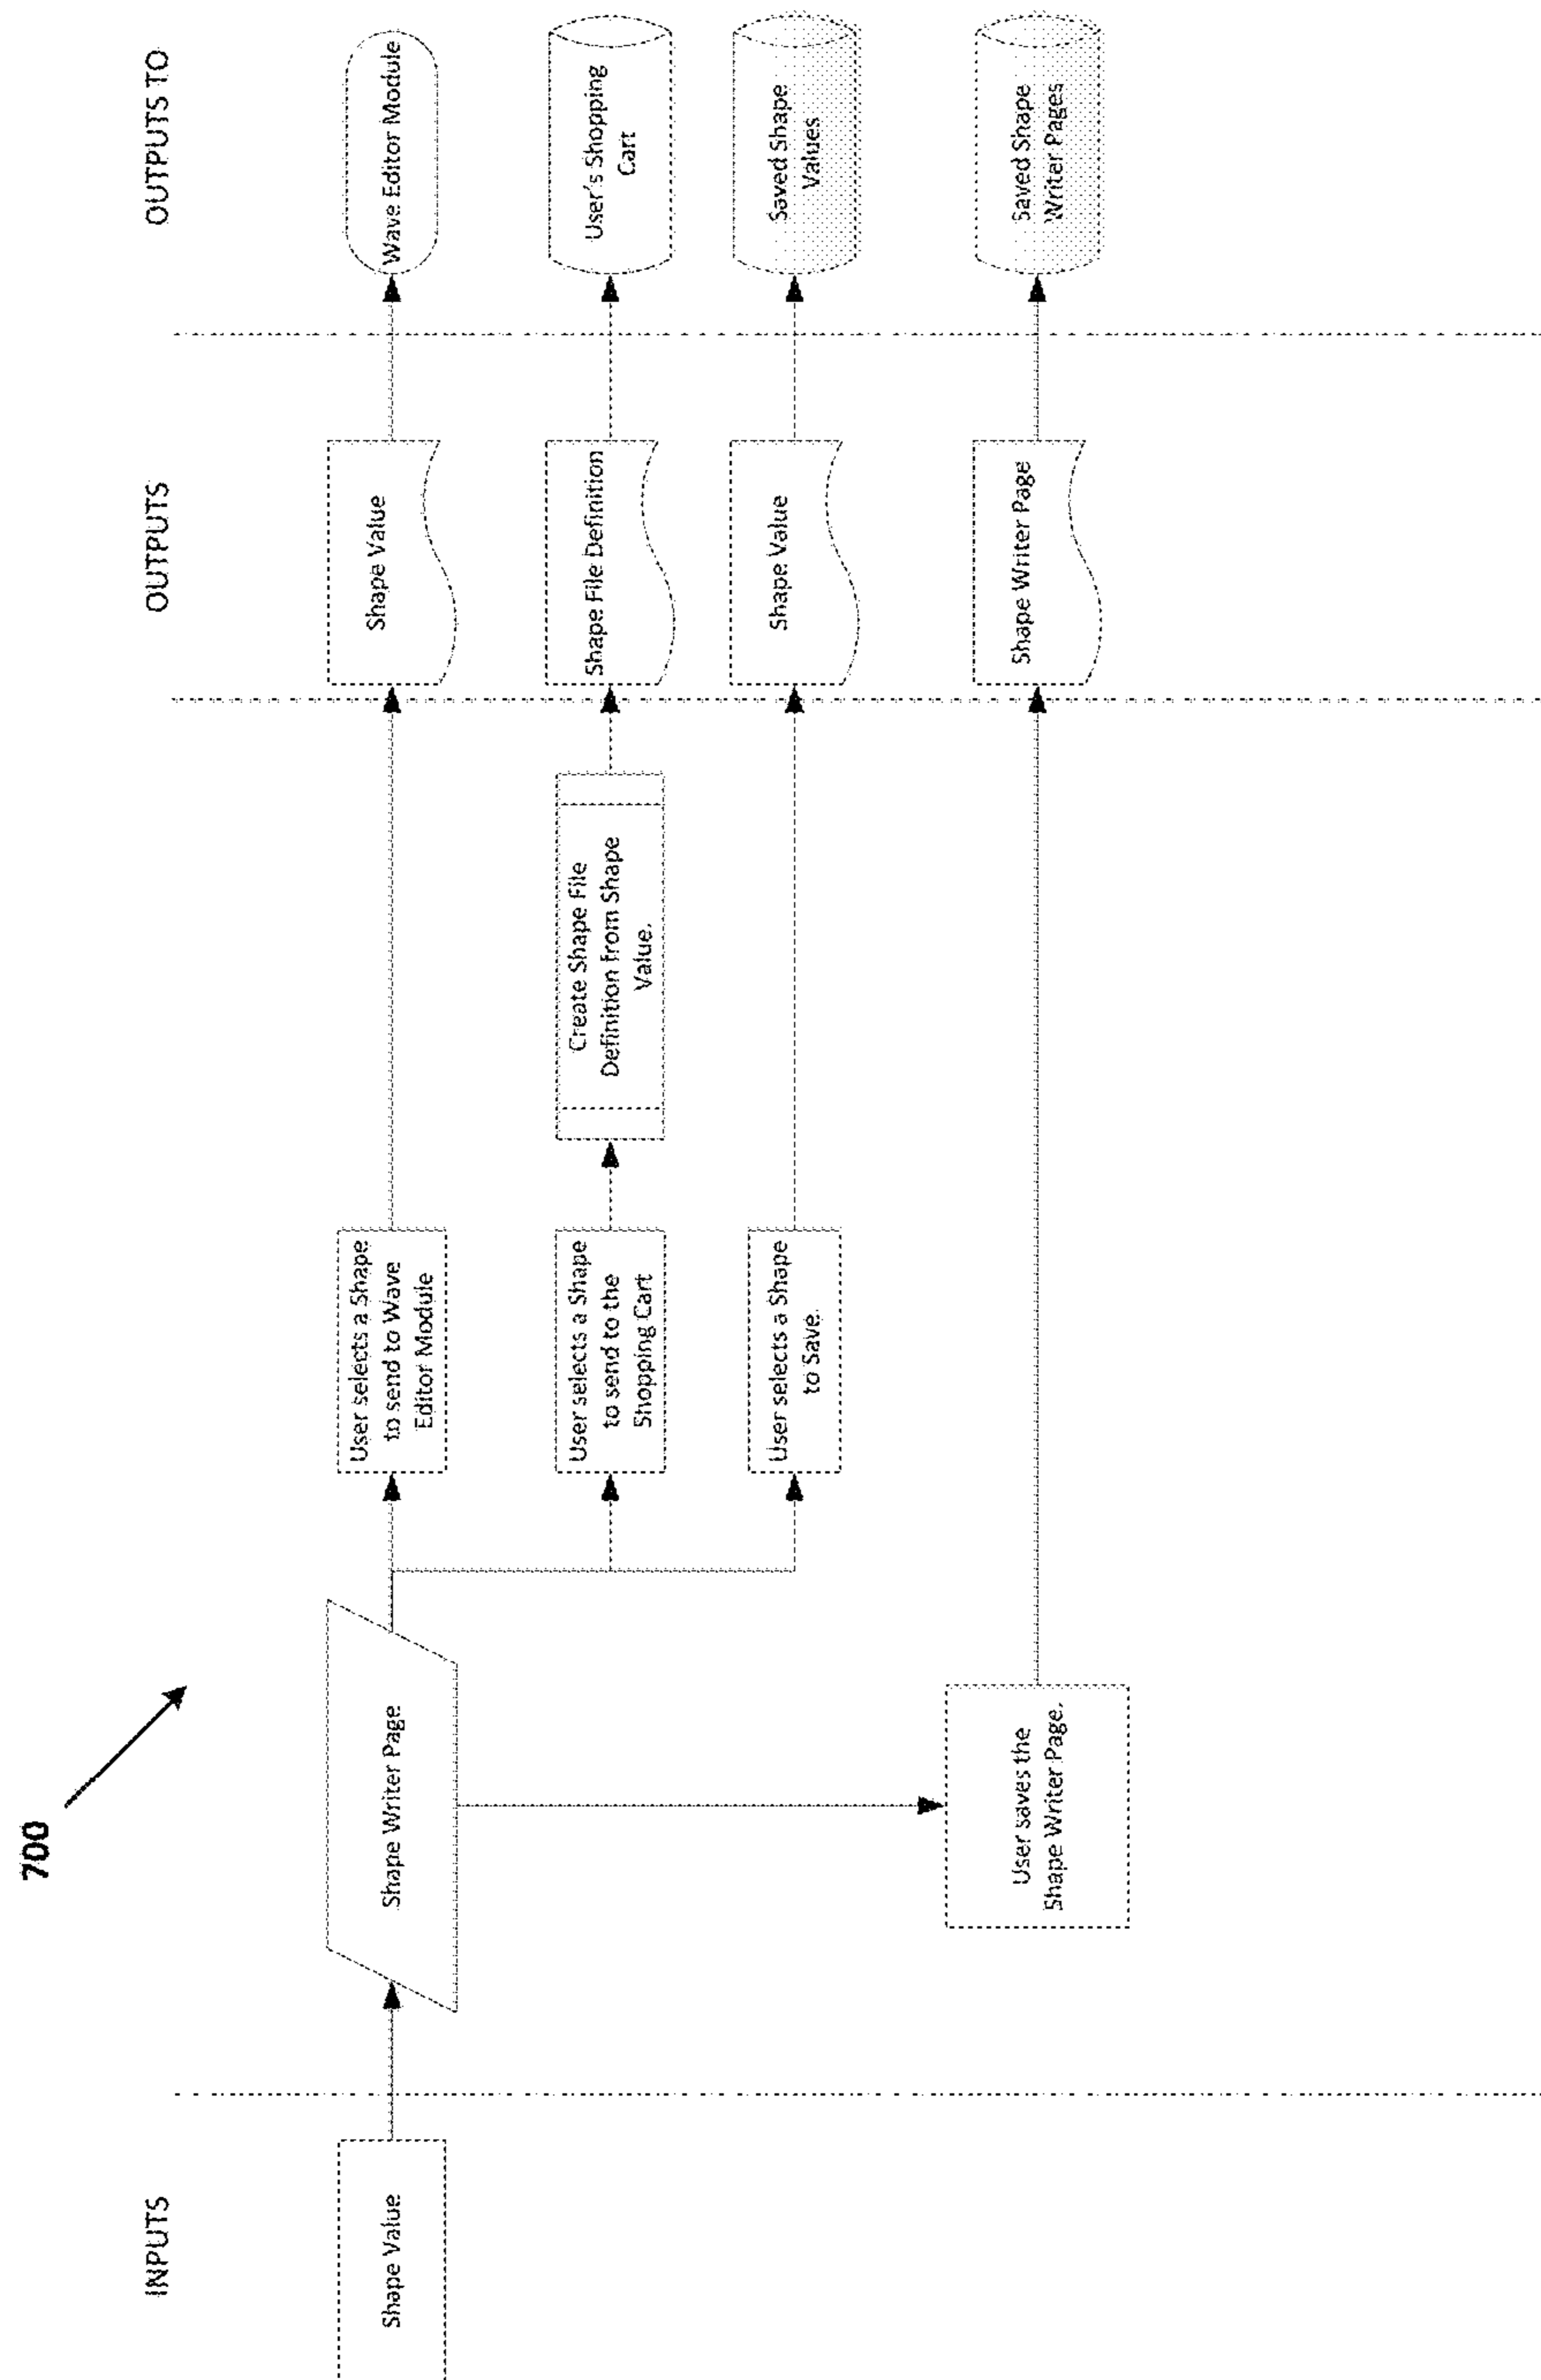 700
INPUTS
OUTPUTS
OUTPUTS TO
Shape Value
Shape Writer Page
User selects a Shape
to send to Wave
Editor Module
Shape Value
Wave Editor Module
User selects a Shape
to send to the
Shopping Cart
Create Shape File
Definition from Shape
Value.
Shape File Definition
User's Shopping
Cart
User selects a Shape
to Save.
Shape Value
Saved Shape
Values
User saves the
Shape Writer Page.
Shape Writer Page
Saved Shape
Writer Pages